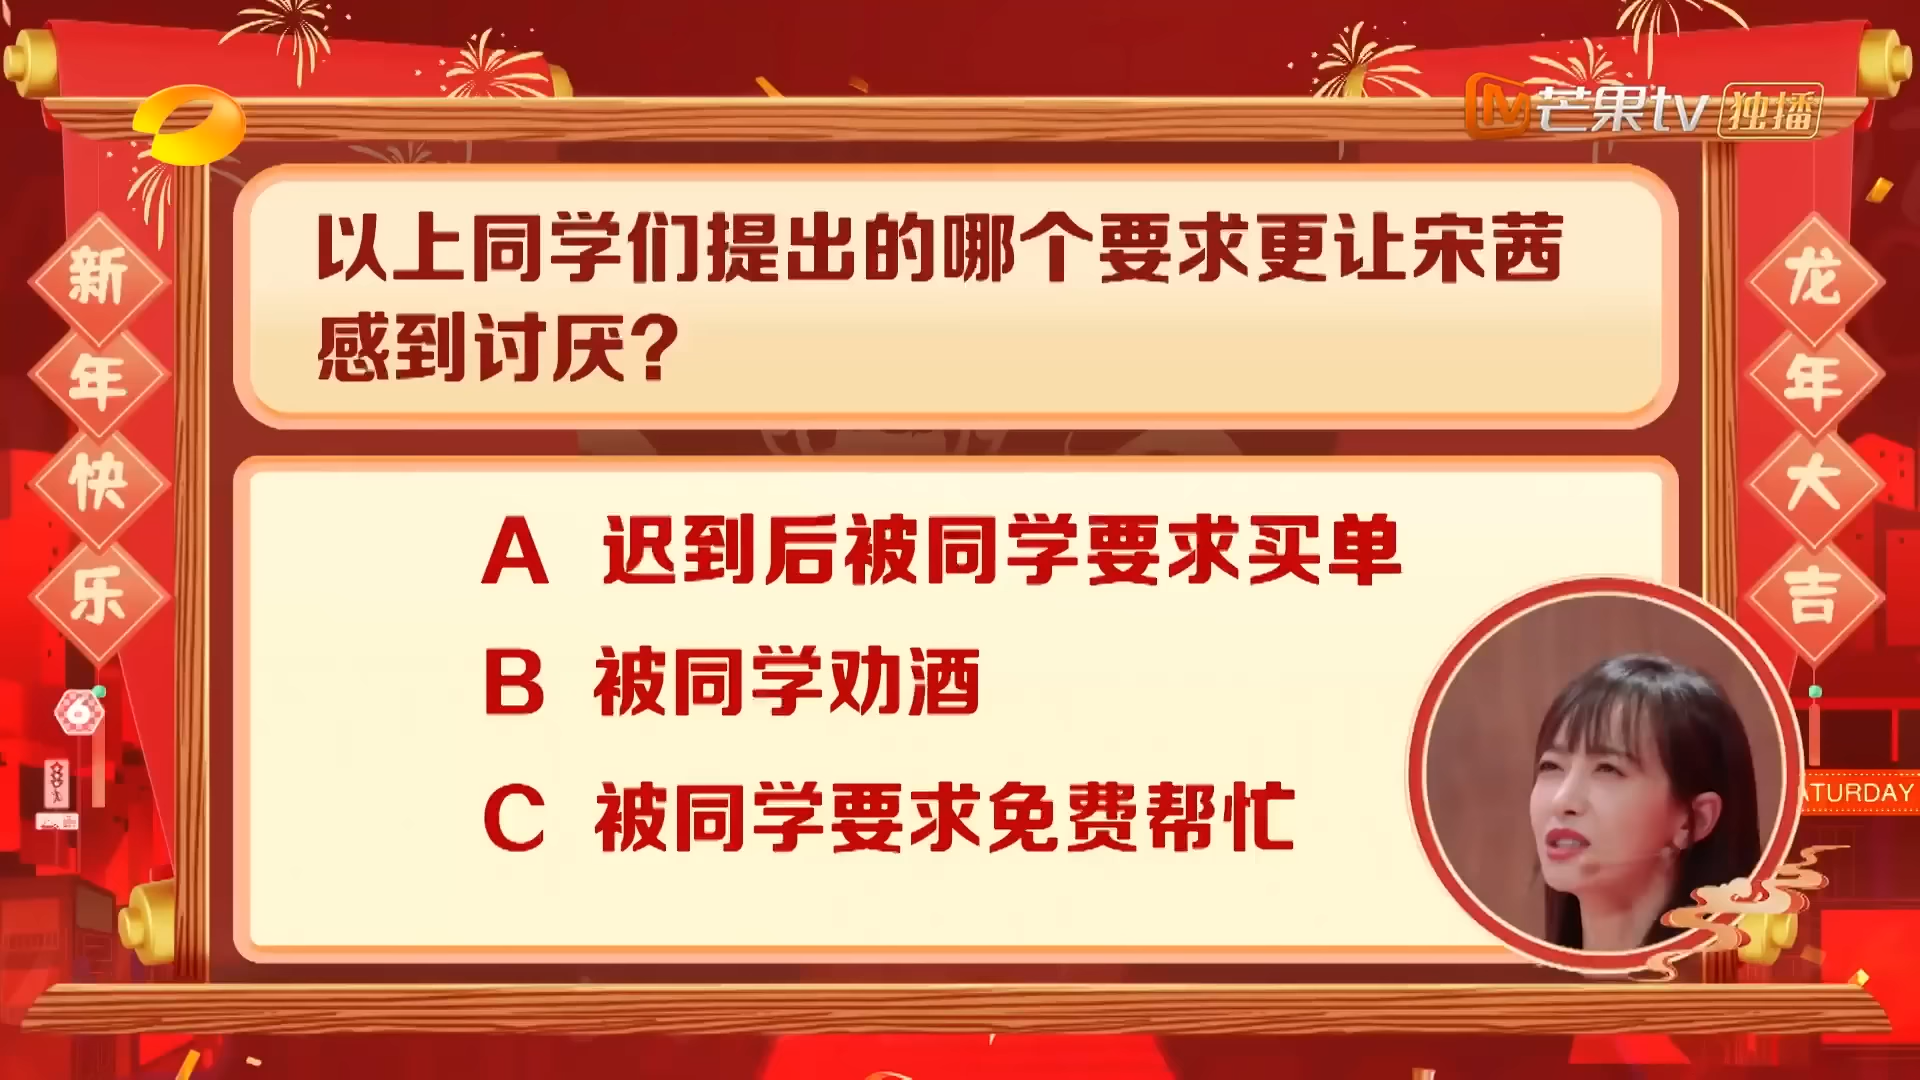 芒果tv 独播
以上同学们提出的哪个要求更让宋茜
感到讨厌？
A 迟到后被同学要求买单
B 被同学劝酒
C 被同学要求免费帮忙
新年快乐
龙年大吉
6
ATURDAY